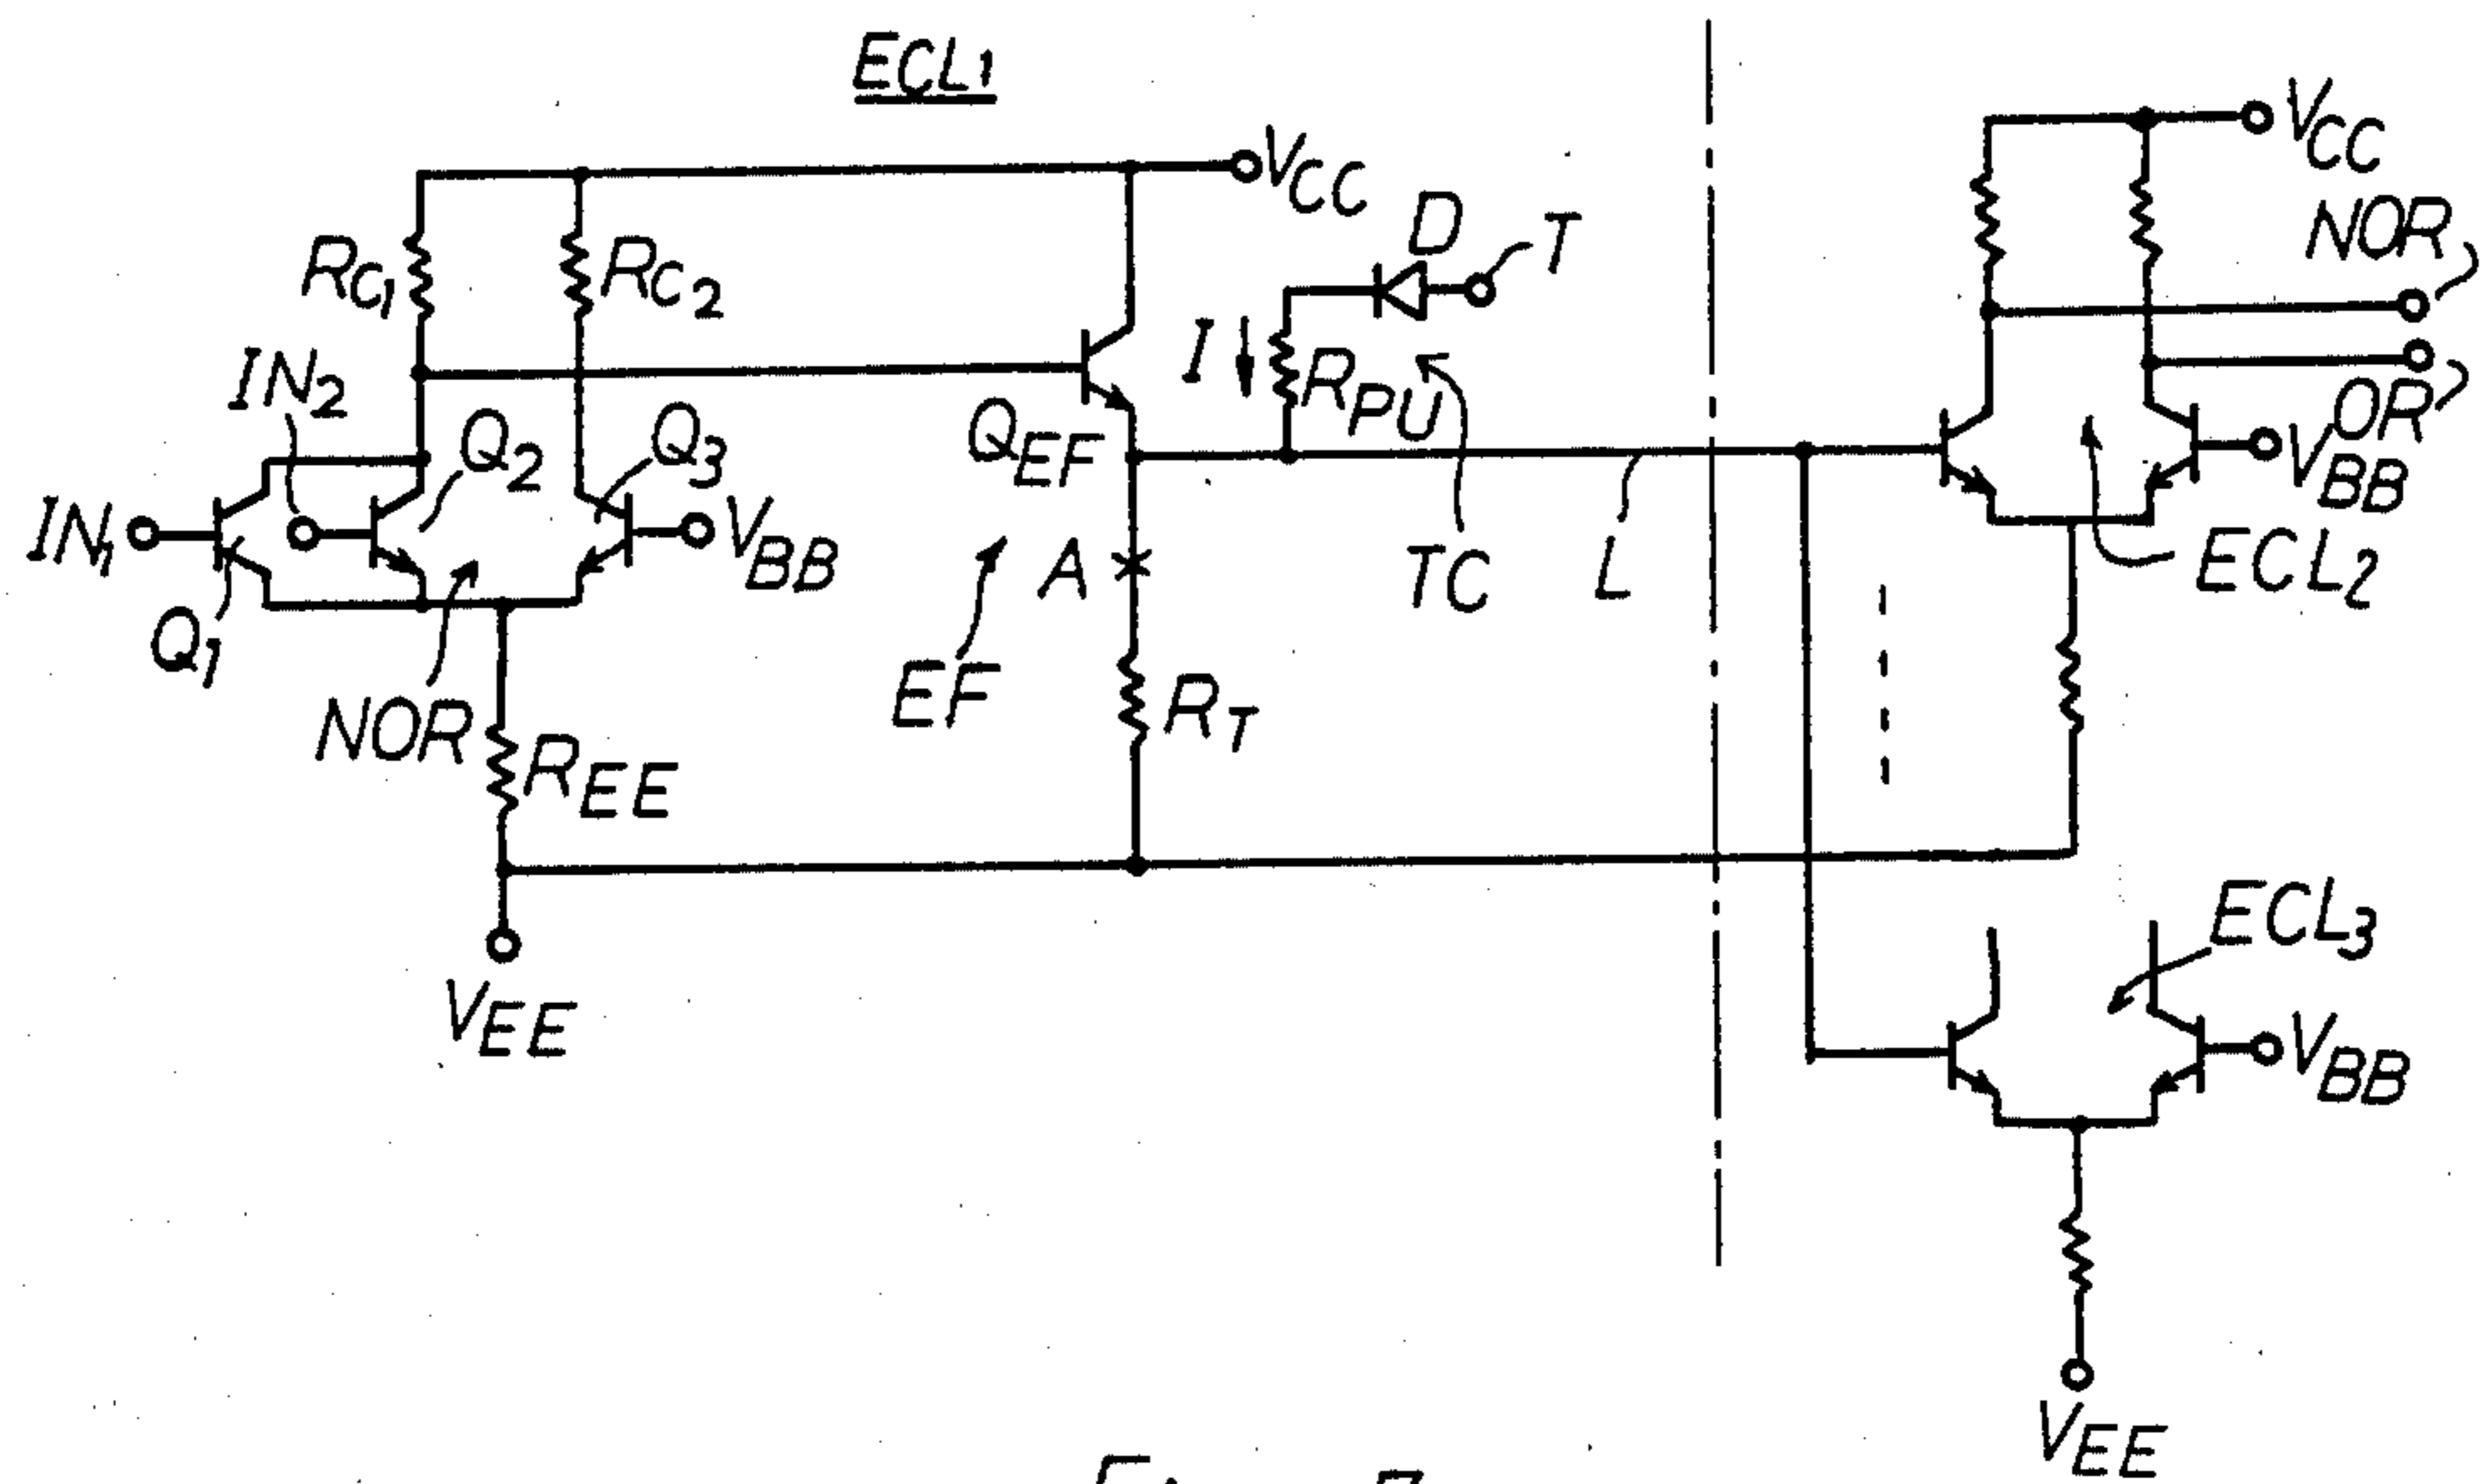 ECL1
VCC
VCC
D
T
NOR
RC1
RC2
I
RPU
IN2
Q2
Q3
QEF
OR
VBB
IN1
VBB
A
TC
L
ECL2
Q1
EF
RT
NOR
REE
ECL3
VEE
VBB
VEE